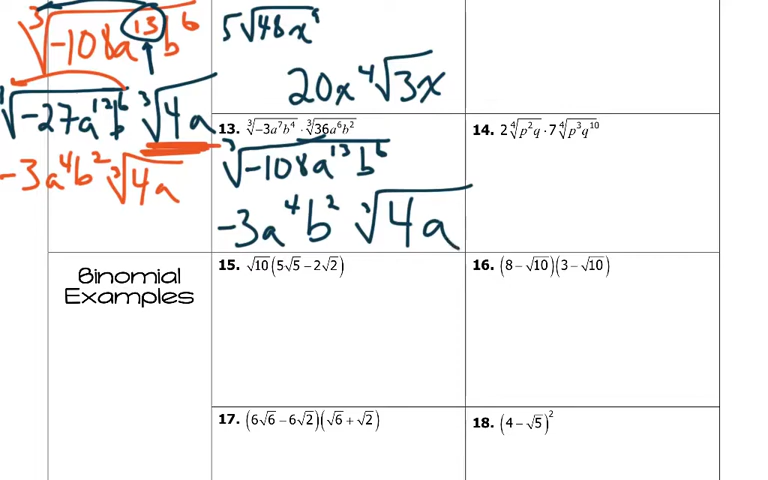 ∛-108a¹³b⁶
5√48x⁹
∛-27a¹²b⁶ ∛4a
20x⁴√3x
-3a⁴b² ∛4a
13. ∛-3a⁷b⁴ · ∛36a⁶b²
14. 2∜p²q · 7∜p³q¹⁰
∛-108a¹³b⁶
-3a⁴b² ∛4a
Binomial
Examples
15. √10(5√5 - 2√2)
16. (8 - √10)(3 - √10)
17. (6√6 - 6√2)(√6 + √2)
18. (4 - √5)²